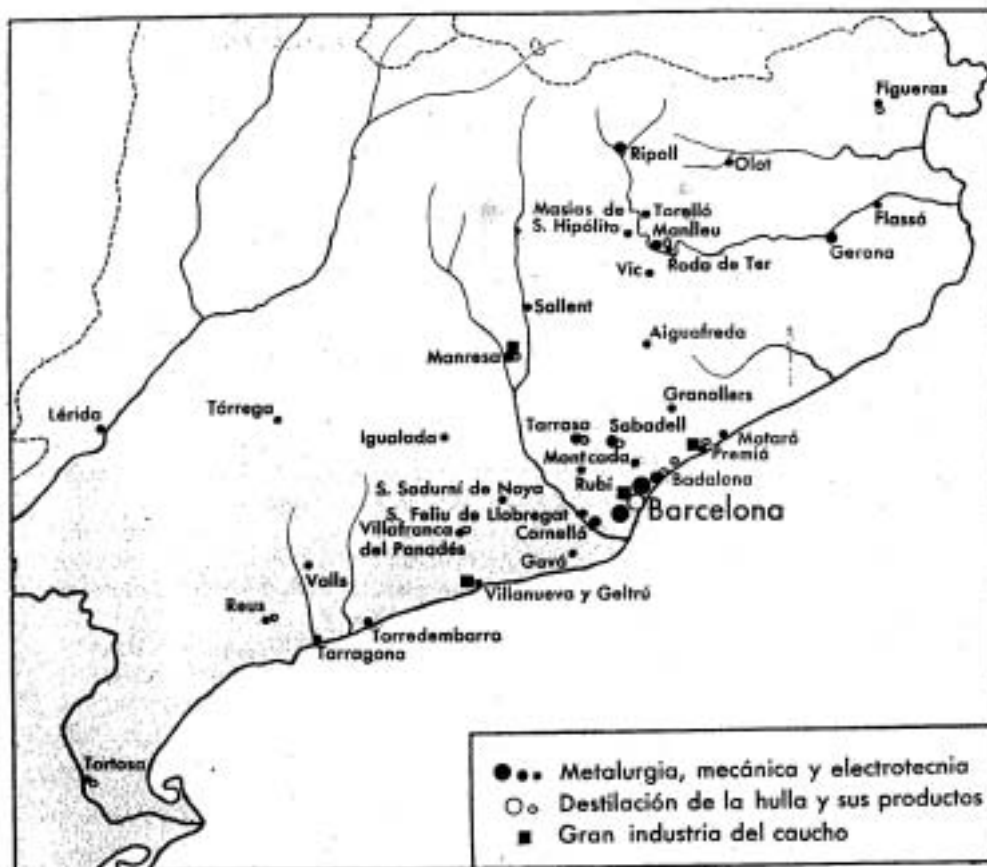 Figueras
Ripoll
Olot
Masias de
S. Hipólito
Torelló
Manlleu
Flassá
Gerona
Roda de Ter
Vic
Sallent
Aiguafreda
Manresa
Granollers
Lérida
Tárrega
Igualada
Tarrasa
Sabadell
Mataró
Premiá
Montcada
Rubí
Badalona
S. Sadurní de Noya
S. Feliu de Llobregat
Barcelona
Villafranca
del Panadés
Cornellá
Gavá
Valls
Villanueva y Geltrú
Reus
Torredembarra
Tarragona
Tortosa
Metalurgia, mecánica y electrotecnia
Destilación de la hulla y sus productos
Gran industria del caucho